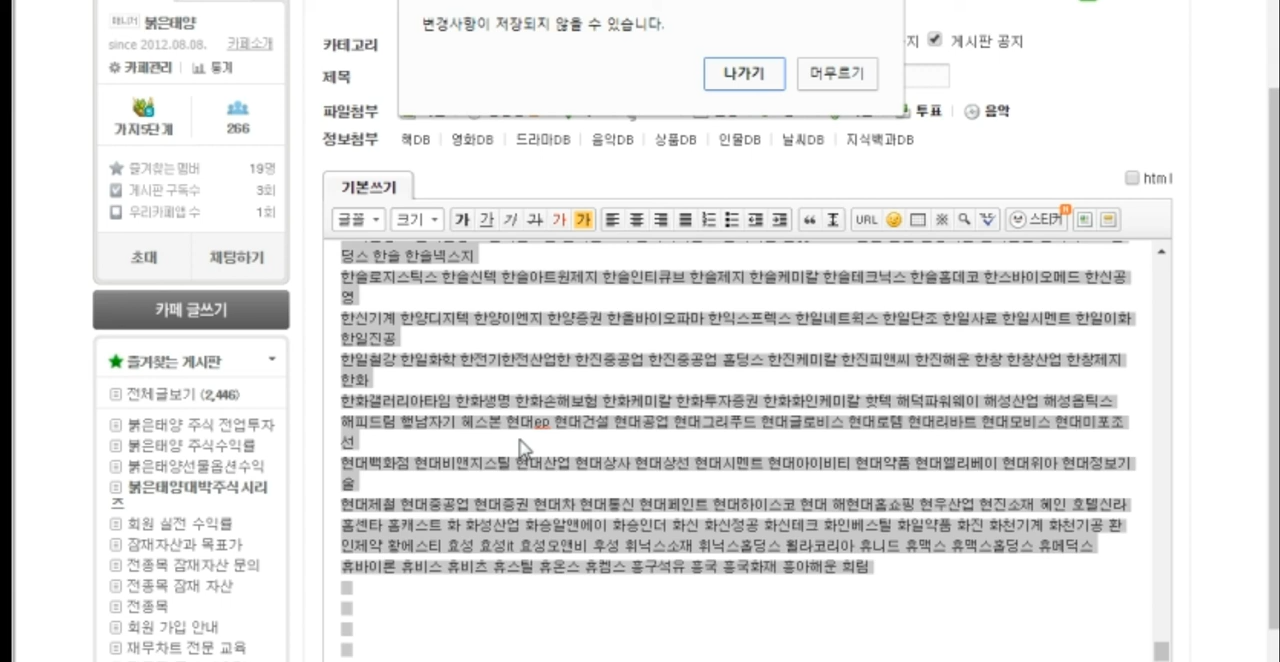 매니저 붉은태양
since 2012.08.08. 카페소개
카페관리 통계
가지5단계 266
즐겨찾는 멤버 19명
게시판 구독수 3회
우리카페앱 수 1회
초대 채팅하기
카페 글쓰기
즐겨찾는 게시판
전체글보기 (2,446)
붉은태양 주식 전업투자
붉은태양 주식수익률
붉은태양선물옵션수익
붉은태양대박주식시리
즈
회원 실전 수익률
잠재자산과 목표가
전종목 잠재자산 문의
전종목 잠재 자산
전종목
회원 가입 안내
재무차트 전문 교육
변경사항이 저장되지 않을 수 있습니다.
나가기 머무르기
카테고리 지 게시판 공지
제목
파일첨부 투표 음악
정보첨부 책DB 영화DB 드라마DB 음악DB 상품DB 인물DB 날씨DB 지식백과DB
기본쓰기 html
글꼴 크기 가 간 가 가 가 가 URL 스티커
딩스 한솔 한솔넥스지
한솔로지스틱스 한솔신텍 한솔아트원제지 한솔인티큐브 한솔제지 한솔케미칼 한솔테크닉스 한솔홈데코 한스바이오메드 한신공
영
한신기계 한양디지텍 한양이엔지 한양증권 한올바이오파마 한익스프렉스 한일네트웍스 한일단조 한일사료 한일시멘트 한일이화
한일진공
한일철강 한일화학 한전기한전산업한 한진중공업 한진중공업 홀딩스 한진케미칼 한진피앤씨 한진해운 한창 한창산업 한창제지
한화
한화갤러리아타임 한화생명 한화손해보험 한화케미칼 한화투자증권 한화화인케미칼 핫텍 해덕파워웨이 해성산업 해성옵틱스
해피드림 행남자기 헤스본 현대ep 현대건설 현대공업 현대그리푸드 현대글로비스 현대로템 현대리바트 현대모비스 현대미포조
선
현대백화점 현대비앤지스틸 현대산업 현대상사 현대상선 현대시멘트 현대아이비티 현대약품 현대엘리베이 현대위아 현대정보기
술
현대제철 현대중공업 현대증권 현대차 현대통신 현대페인트 현대하이스코 현대 해현대홈쇼핑 현우산업 현진소재 혜인 호텔신라
홈센타 홈캐스트 화 화성산업 화승알앤에이 화승인더 화신 화신정공 화신테크 화인베스틸 화일약품 화진 화천기계 화천기공 환
인제약 황에스티 효성 효성it 효성오앤비 후성 휘닉스소재 휘닉스홀딩스 휠라코리아 휴니드 휴맥스 휴맥스홀딩스 휴메딕스
휴바이론 휴비스 휴비츠 휴스틸 휴온스 휴켐스 흥구석유 흥국 흥국화재 흥아해운 희림